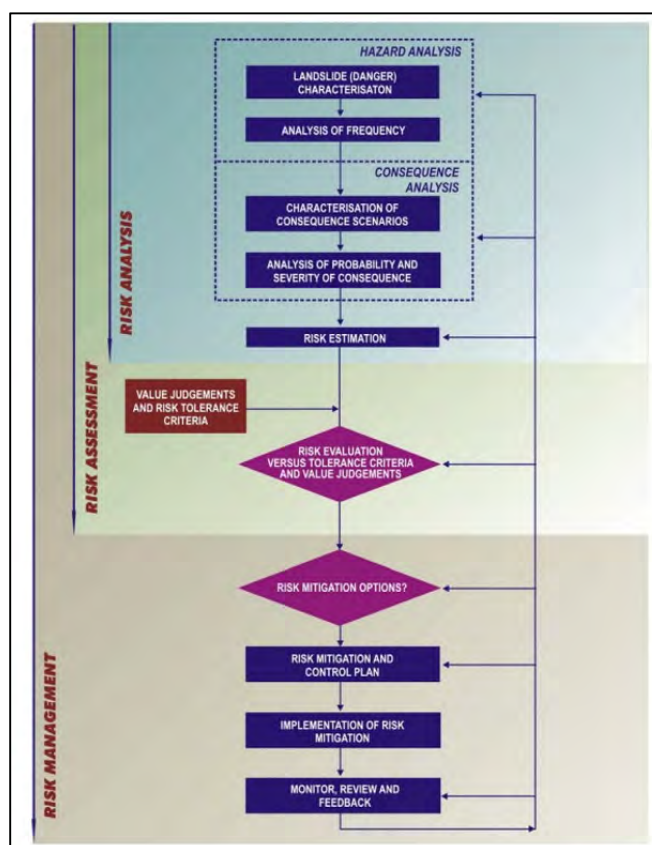 HAZARD ANALYSIS
LANDSLIDE (DANGER)
CHARACTERISATON
ANALYSIS OF FREQUENCY
CONSEQUENCE
ANALYSIS
CHARACTERISATION OF
CONSEQUENCE SCENARIOS
ANALYSIS OF PROBABILITY AND
SEVERITY OF CONSEQUENCE
RISK ANALYSIS
RISK ESTIMATION
VALUE JUDGEMENTS
AND RISK TOLERANCE
CRITERIA
RISK EVALUATION
VERSUS TOLERANCE CRITERIA
AND VALUE JUDGEMENTS
RISK ASSESSMENT
RISK MITIGATION OPTIONS?
RISK MITIGATION AND
CONTROL PLAN
IMPLEMENTATION OF RISK
MITIGATION
MONITOR, REVIEW AND
FEEDBACK
RISK MANAGEMENT